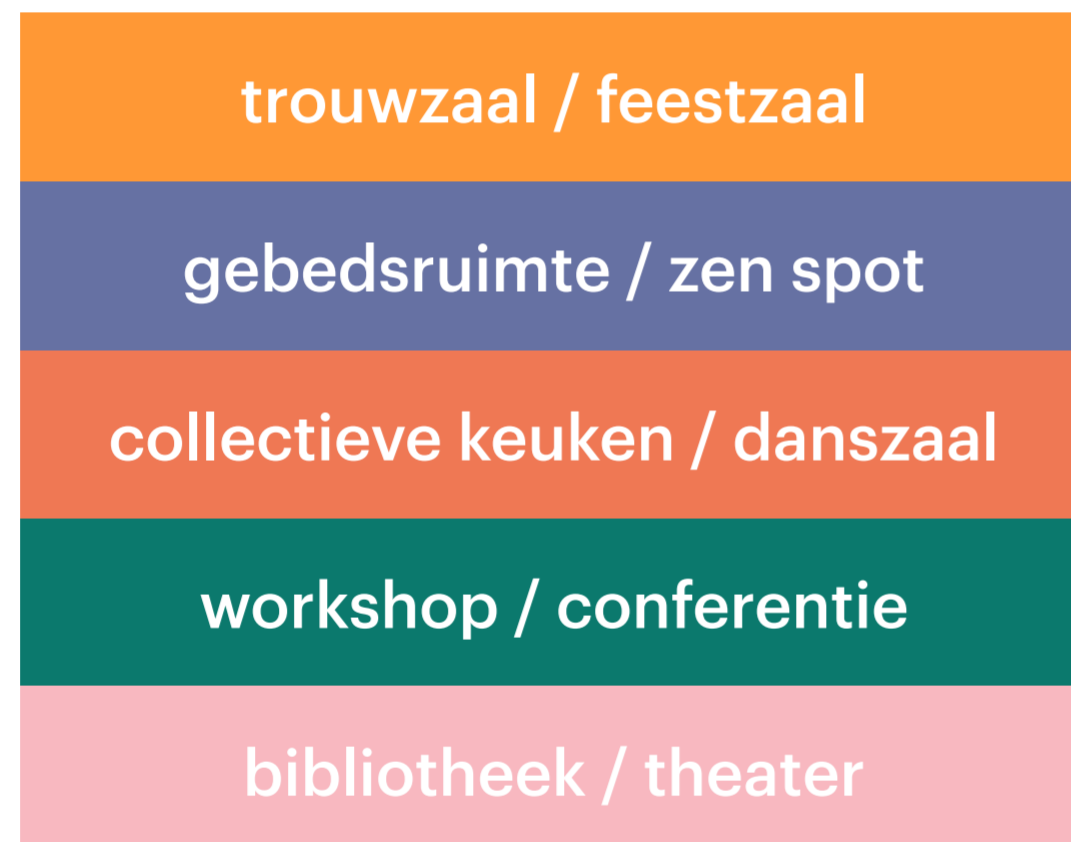 trouwzaal / feestzaal
gebedsruimte / zen spot
collectieve keuken / danszaal
workshop / conferentie
bibliotheek / theater